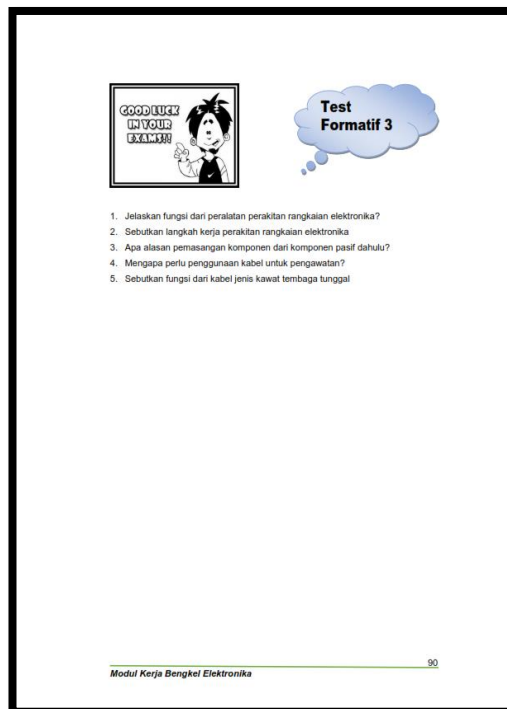 GOOD LUCK
IN YOUR
EXAMS!!
Test
Formatif 3
1. Jelaskan fungsi dari peralatan perakitan rangkaian elektronika?
2. Sebutkan langkah kerja perakitan rangkaian elektronika
3. Apa alasan pemasangan komponen dari komponen pasif dahulu?
4. Mengapa perlu penggunaan kabel untuk pengawatan?
5. Sebutkan fungsi dari kabel jenis kawat tembaga tunggal
90
Modul Kerja Bengkel Elektronika